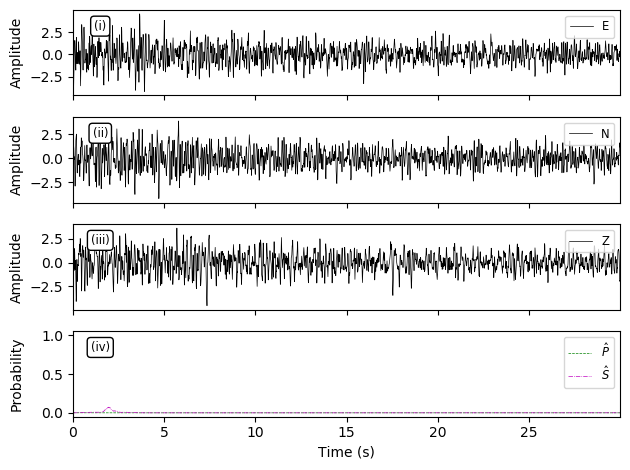 (i)
E
Amplitude
2.5
0.0
−2.5
(ii)
N
Amplitude
2.5
0.0
−2.5
(iii)
Z
Amplitude
2.5
0.0
−2.5
(iv)
P̂
Ŝ
Probability
1.0
0.5
0.0
0 5 10 15 20 25
Time (s)